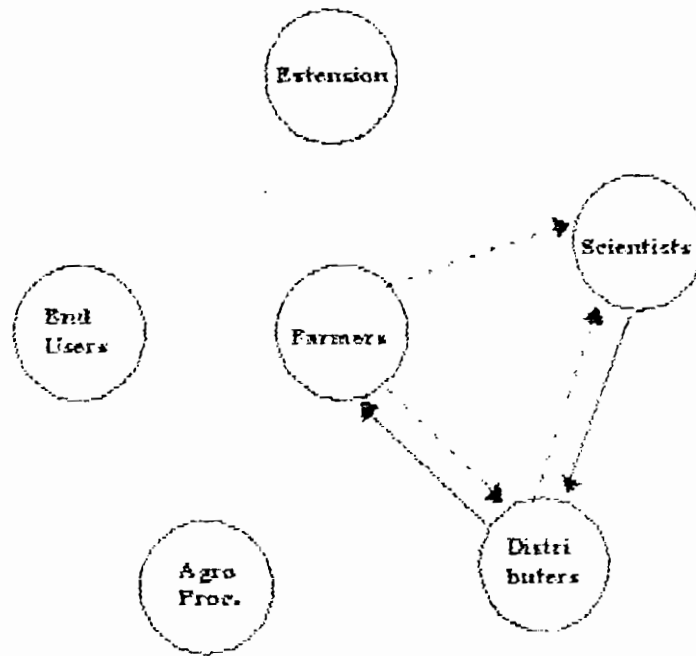 Extension
Scientists
End
Users
Farmers
Distri
buters
Agro
Proc.